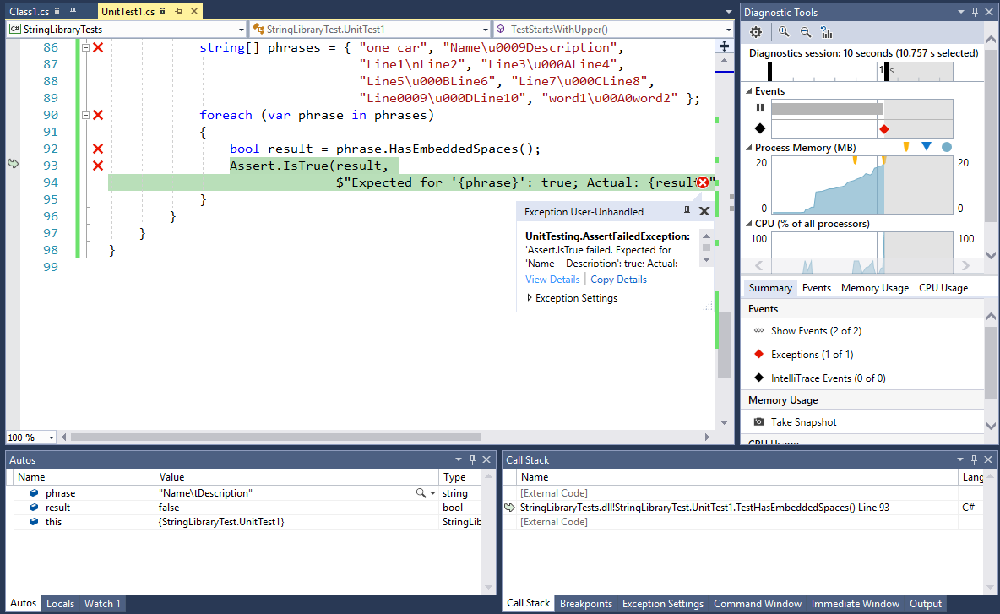 Class1.cs
UnitTest1.cs
StringLibraryTests
StringLibraryTest.UnitTest1
TestStartsWithUpper()
86 string[] phrases = { "one car", "Name\u0009Description",
87 "Line1\nLine2", "Line3\u000ALine4",
88 "Line5\u000BLine6", "Line7\u000CLine8",
89 "Line0009\u000DLine10", "word1\u00A0word2" };
90 foreach (var phrase in phrases)
91 {
92 bool result = phrase.HasEmbeddedSpaces();
93 Assert.IsTrue(result,
94 $"Expected for '{phrase}': true; Actual: {result
95 }
96 }
97 }
98 }
99
Exception User-Unhandled
UnitTesting.AssertFailedException:
'Assert.IsTrue failed. Expected for
'Name Description': true; Actual:
View Details | Copy Details
Exception Settings
100 %
Diagnostic Tools
Diagnostics session: 10 seconds (10.757 s selected)
Events
Process Memory (MB)
20 20
0 0
CPU (% of all processors)
100 100
Summary Events Memory Usage CPU Usage
Events
Show Events (2 of 2)
Exceptions (1 of 1)
IntelliTrace Events (0 of 0)
Memory Usage
Take Snapshot
CPU Usage
Autos
Name Value Type
phrase "Name\tDescription" string
result false bool
this {StringLibraryTest.UnitTest1} StringLib
Autos Locals Watch 1
Call Stack
Name Lang
[External Code]
StringLibraryTests.dll!StringLibraryTest.UnitTest1.TestHasEmbeddedSpaces() Line 93 C#
[External Code]
Call Stack Breakpoints Exception Settings Command Window Immediate Window Output